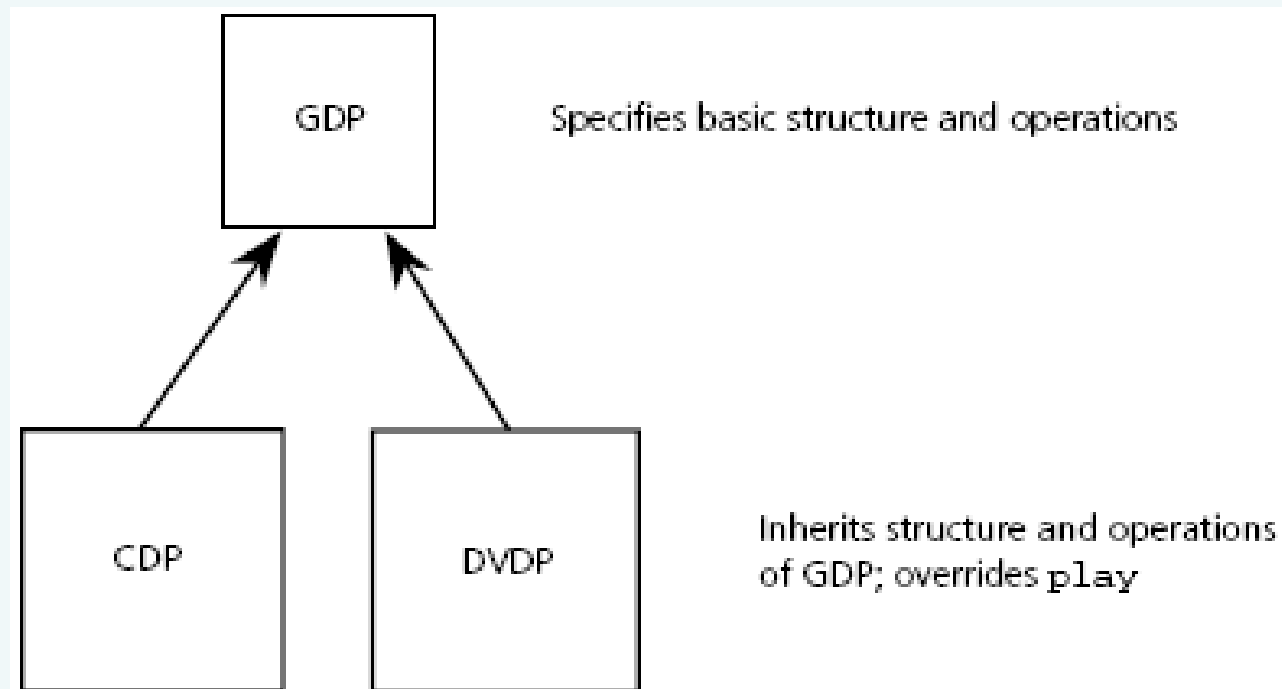 GDP
Specifies basic structure and operations
CDP
DVDP
Inherits structure and operations
of GDP; overrides play